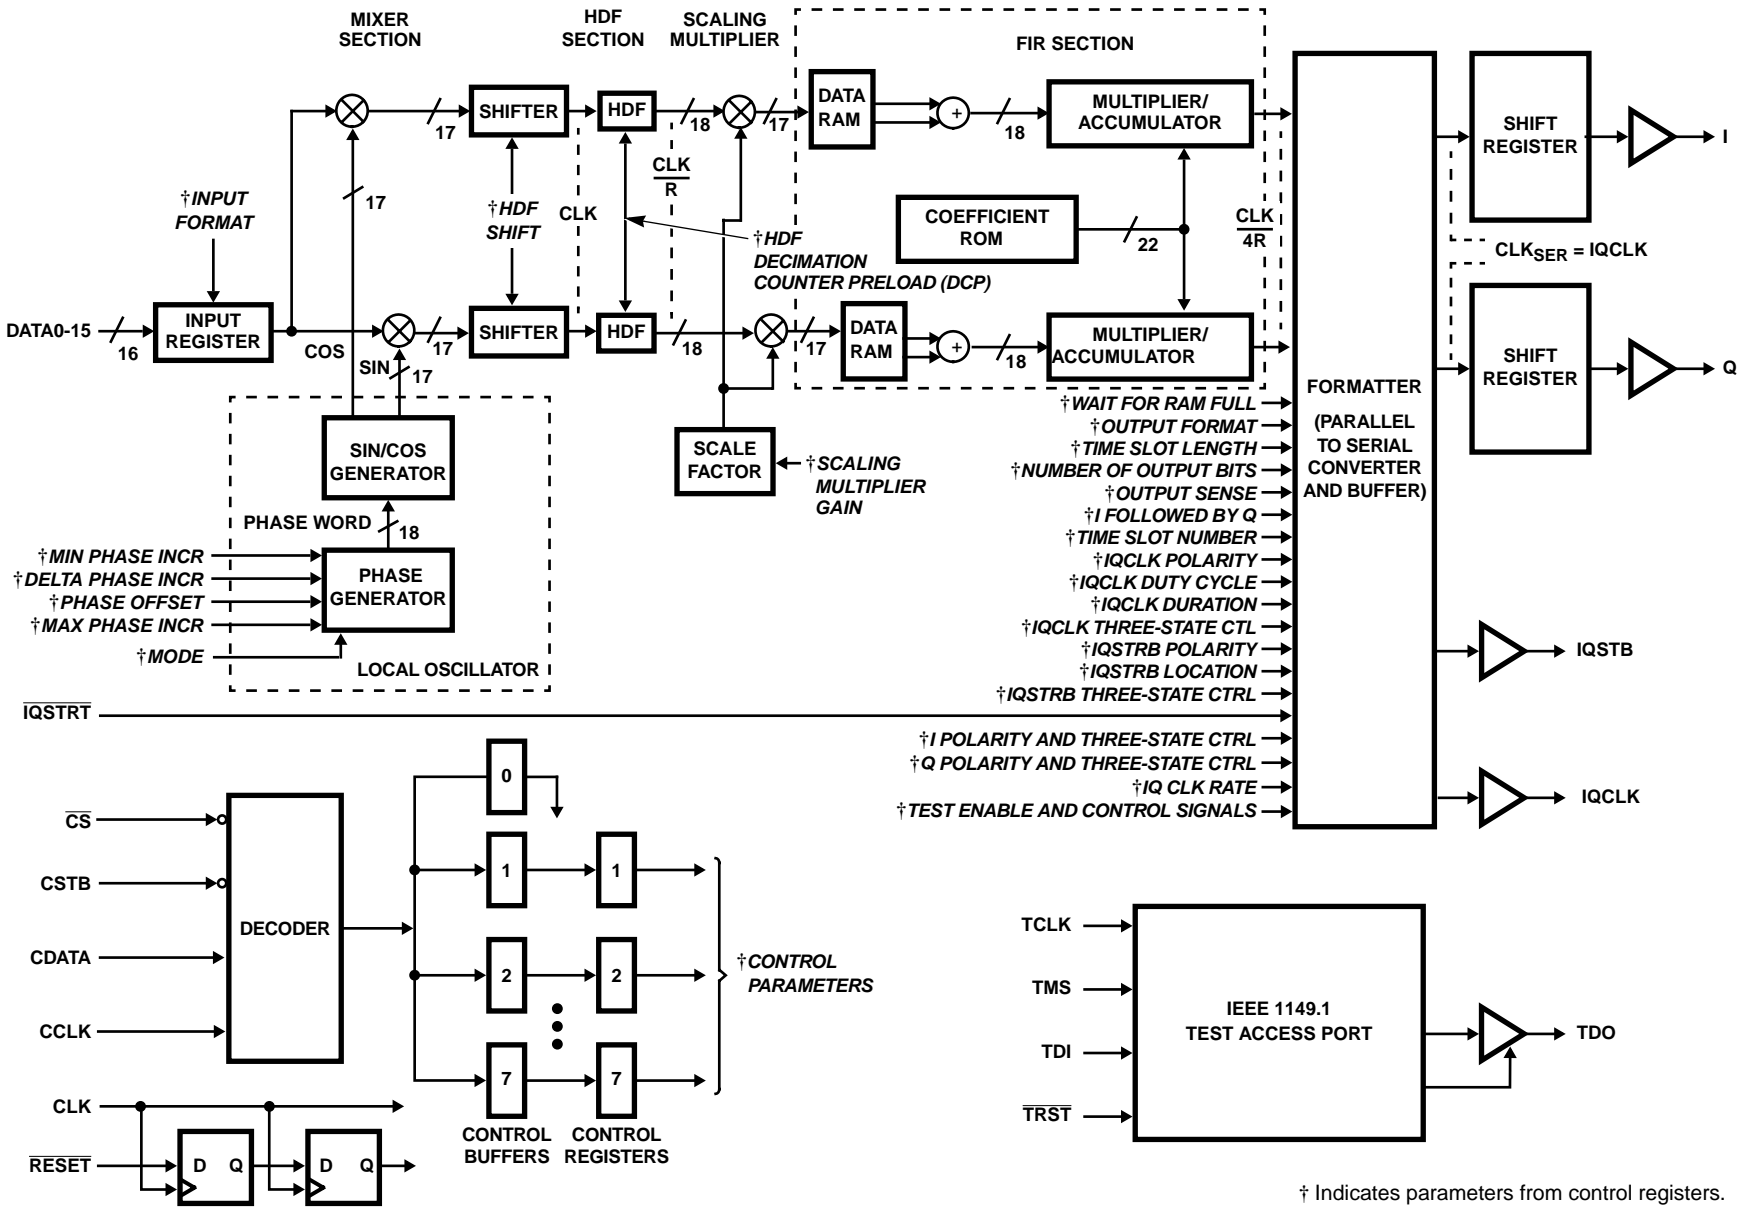 MIXER SECTION
HDF SECTION
SCALING MULTIPLIER
FIR SECTION
SHIFTER
HDF
DATA RAM
+
MULTIPLIER/ ACCUMULATOR
SHIFT REGISTER
I
17
18
17
18
CLK
R
17
†INPUT FORMAT
†HDF SHIFT
CLK
†HDF DECIMATION COUNTER PRELOAD (DCP)
COEFFICIENT ROM
22
CLK
4R
CLKSER = IQCLK
DATA0-15
16
INPUT REGISTER
COS
SIN
17
17
SHIFTER
HDF
18
17
DATA RAM
+
18
MULTIPLIER/ ACCUMULATOR
SHIFT REGISTER
Q
FORMATTER
(PARALLEL TO SERIAL CONVERTER AND BUFFER)
SIN/COS GENERATOR
PHASE WORD
18
PHASE GENERATOR
†MIN PHASE INCR
†DELTA PHASE INCR
†PHASE OFFSET
†MAX PHASE INCR
†MODE
LOCAL OSCILLATOR
SCALE FACTOR
†SCALING MULTIPLIER GAIN
†WAIT FOR RAM FULL
†OUTPUT FORMAT
†TIME SLOT LENGTH
†NUMBER OF OUTPUT BITS
†OUTPUT SENSE
†I FOLLOWED BY Q
†TIME SLOT NUMBER
†IQCLK POLARITY
†IQCLK DUTY CYCLE
†IQCLK DURATION
†IQCLK THREE-STATE CTL
†IQSTRB POLARITY
†IQSTRB LOCATION
†IQSTRB THREE-STATE CTRL
IQSTRT
†I POLARITY AND THREE-STATE CTRL
†Q POLARITY AND THREE-STATE CTRL
†IQ CLK RATE
†TEST ENABLE AND CONTROL SIGNALS
IQSTB
IQCLK
CS
CSTB
CDATA
CCLK
DECODER
0
1
1
2
2
7
7
†CONTROL PARAMETERS
CONTROL BUFFERS
CONTROL REGISTERS
CLK
RESET
D Q
D Q
TCLK
TMS
TDI
TRST
IEEE 1149.1 TEST ACCESS PORT
TDO
† Indicates parameters from control registers.